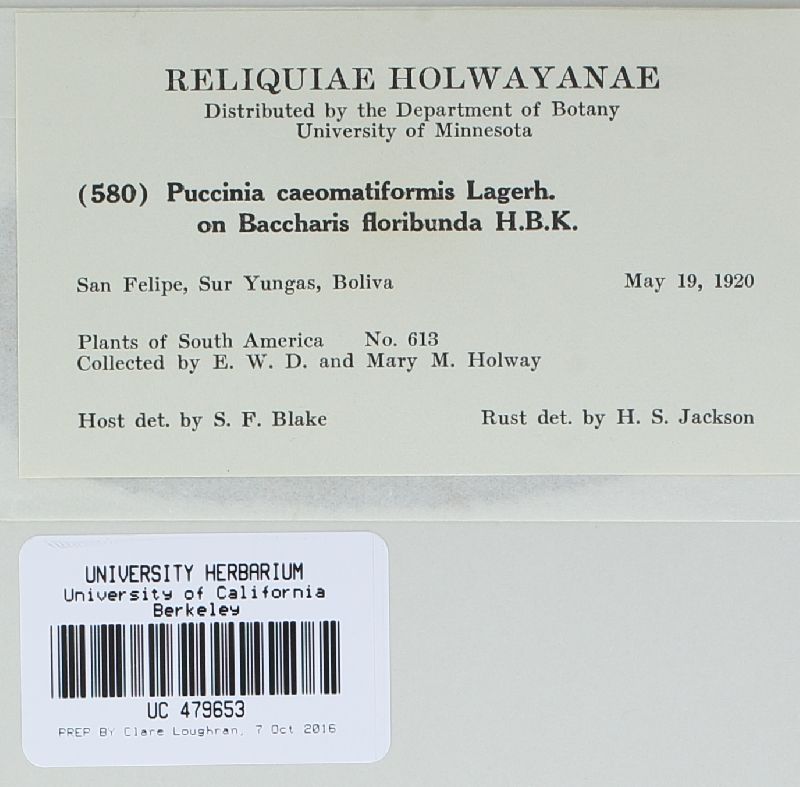 RELIQUIAE HOLWAYANAE
Distributed by the Department of Botany
University of Minnesota
(580) Puccinia caeomatiformis Lagerh.
on Baccharis floribunda H.B.K.
San Felipe, Sur Yungas, Boliva May 19, 1920
Plants of South America No. 613
Collected by E. W. D. and Mary M. Holway
Host det. by S. F. Blake Rust det. by H. S. Jackson
UNIVERSITY HERBARIUM
University of California
Berkeley
UC 479653
PREP BY Clare Loughran, 7 Oct 2016